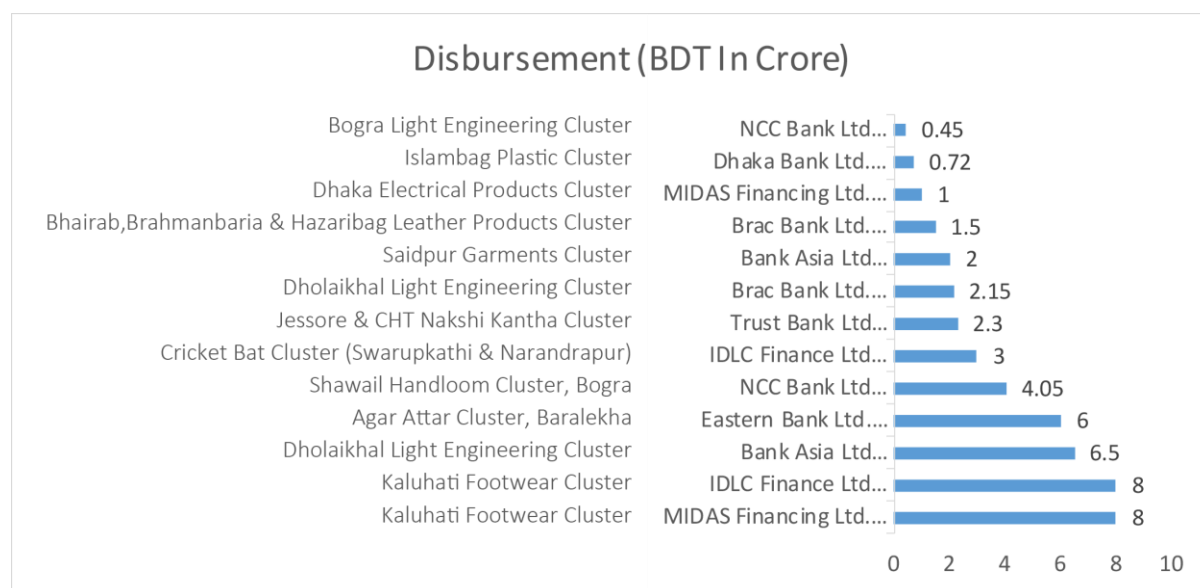 Disbursement (BDT In Crore)
Bogra Light Engineering Cluster NCC Bank Ltd... 0.45
Islambag Plastic Cluster Dhaka Bank Ltd.... 0.72
Dhaka Electrical Products Cluster MIDAS Financing Ltd.... 1
Bhairab,Brahmanbaria & Hazaribag Leather Products Cluster Brac Bank Ltd.... 1.5
Saidpur Garments Cluster Bank Asia Ltd... 2
Dholaikhal Light Engineering Cluster Brac Bank Ltd.... 2.15
Jessore & CHT Nakshi Kantha Cluster Trust Bank Ltd... 2.3
Cricket Bat Cluster (Swarupkathi & Narandrapur) IDLC Finance Ltd... 3
Shawail Handloom Cluster, Bogra NCC Bank Ltd... 4.05
Agar Attar Cluster, Baralekha Eastern Bank Ltd.... 6
Dholaikhal Light Engineering Cluster Bank Asia Ltd... 6.5
Kaluhati Footwear Cluster IDLC Finance Ltd... 8
Kaluhati Footwear Cluster MIDAS Financing Ltd.... 8
0 2 4 6 8 10